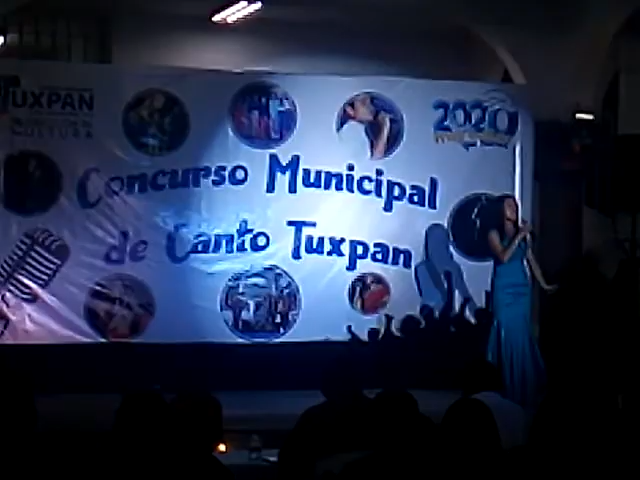 TUXPAN
CULTURA
2020
Concurso Municipal
de Canto Tuxpan